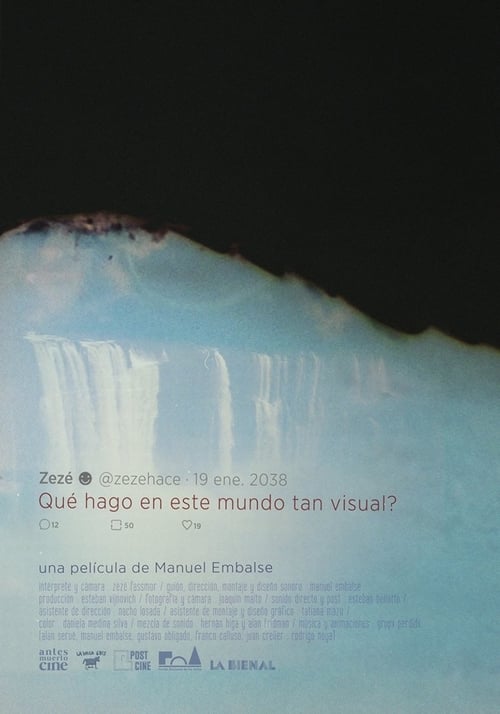 Zezé @zezehace · 19 ene. 2038
Qué hago en este mundo tan visual?
12 50 19
una película de Manuel Embalse
intérprete y cámara zezé fassmor / guión, dirección, montaje y diseño sonoro manuel embalse
producción esteban vijnovich / fotografía y cámara joaquín maito / sonido directo y post esteban bellotto /
asistente de dirección nacho losada / asistente de montaje y diseño gráfico tatiana mazú /
color daniela medina silva / mezcla de sonido hernán higa y alan fridman / música y animaciones grupo perdido
(alan servé, manuel embalse, gustavo obligado, franco calluso, juan creller rodrigo noya)
antes
muerto
cine
POST
CINE
LA BIENAL